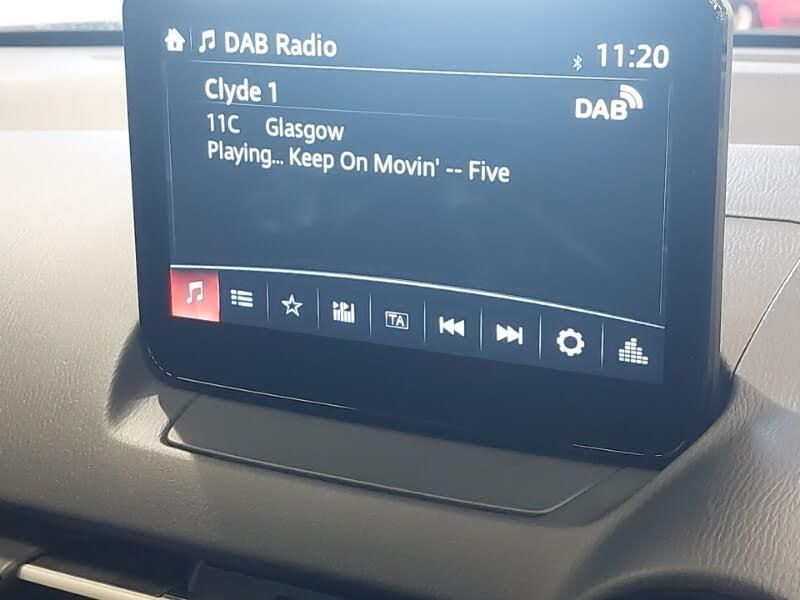 DAB Radio
11:20
Clyde 1
DAB
11C Glasgow
Playing... Keep On Movin' -- Five
TA